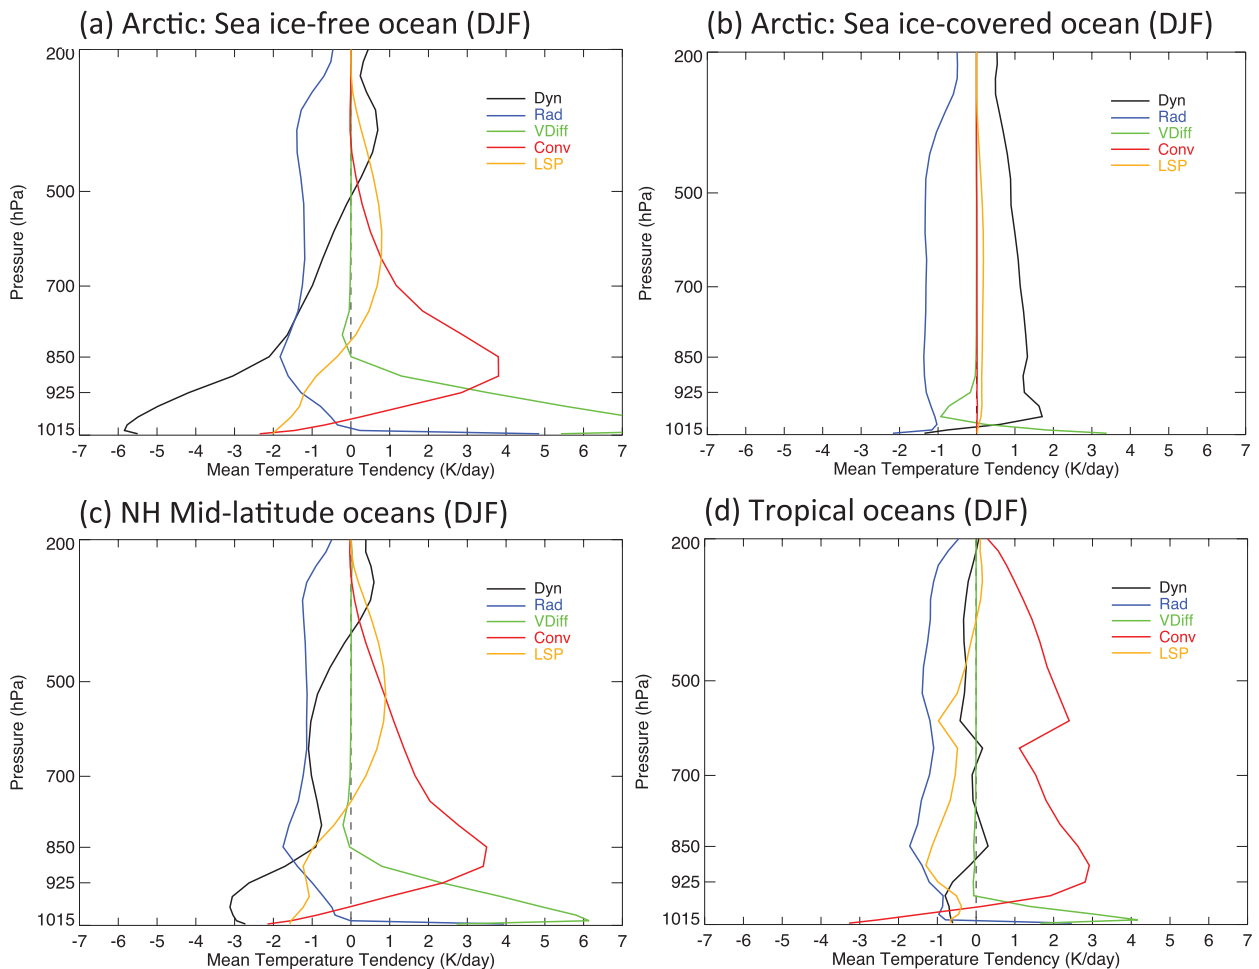 (a) Arctic: Sea ice-free ocean (DJF)
200
500
700
850
925
1015
Pressure (hPa)
Dyn
Rad
VDiff
Conv
LSP
-7 -6 -5 -4 -3 -2 -1 0 1 2 3 4 5 6 7
Mean Temperature Tendency (K/day)
(b) Arctic: Sea ice-covered ocean (DJF)
200
500
700
850
925
1015
Pressure (hPa)
Dyn
Rad
VDiff
Conv
LSP
-7 -6 -5 -4 -3 -2 -1 0 1 2 3 4 5 6 7
Mean Temperature Tendency (K/day)
(c) NH Mid-latitude oceans (DJF)
200
500
700
850
925
1015
Pressure (hPa)
Dyn
Rad
VDiff
Conv
LSP
-7 -6 -5 -4 -3 -2 -1 0 1 2 3 4 5 6 7
Mean Temperature Tendency (K/day)
(d) Tropical oceans (DJF)
200
500
700
850
925
1015
Pressure (hPa)
Dyn
Rad
VDiff
Conv
LSP
-7 -6 -5 -4 -3 -2 -1 0 1 2 3 4 5 6 7
Mean Temperature Tendency (K/day)